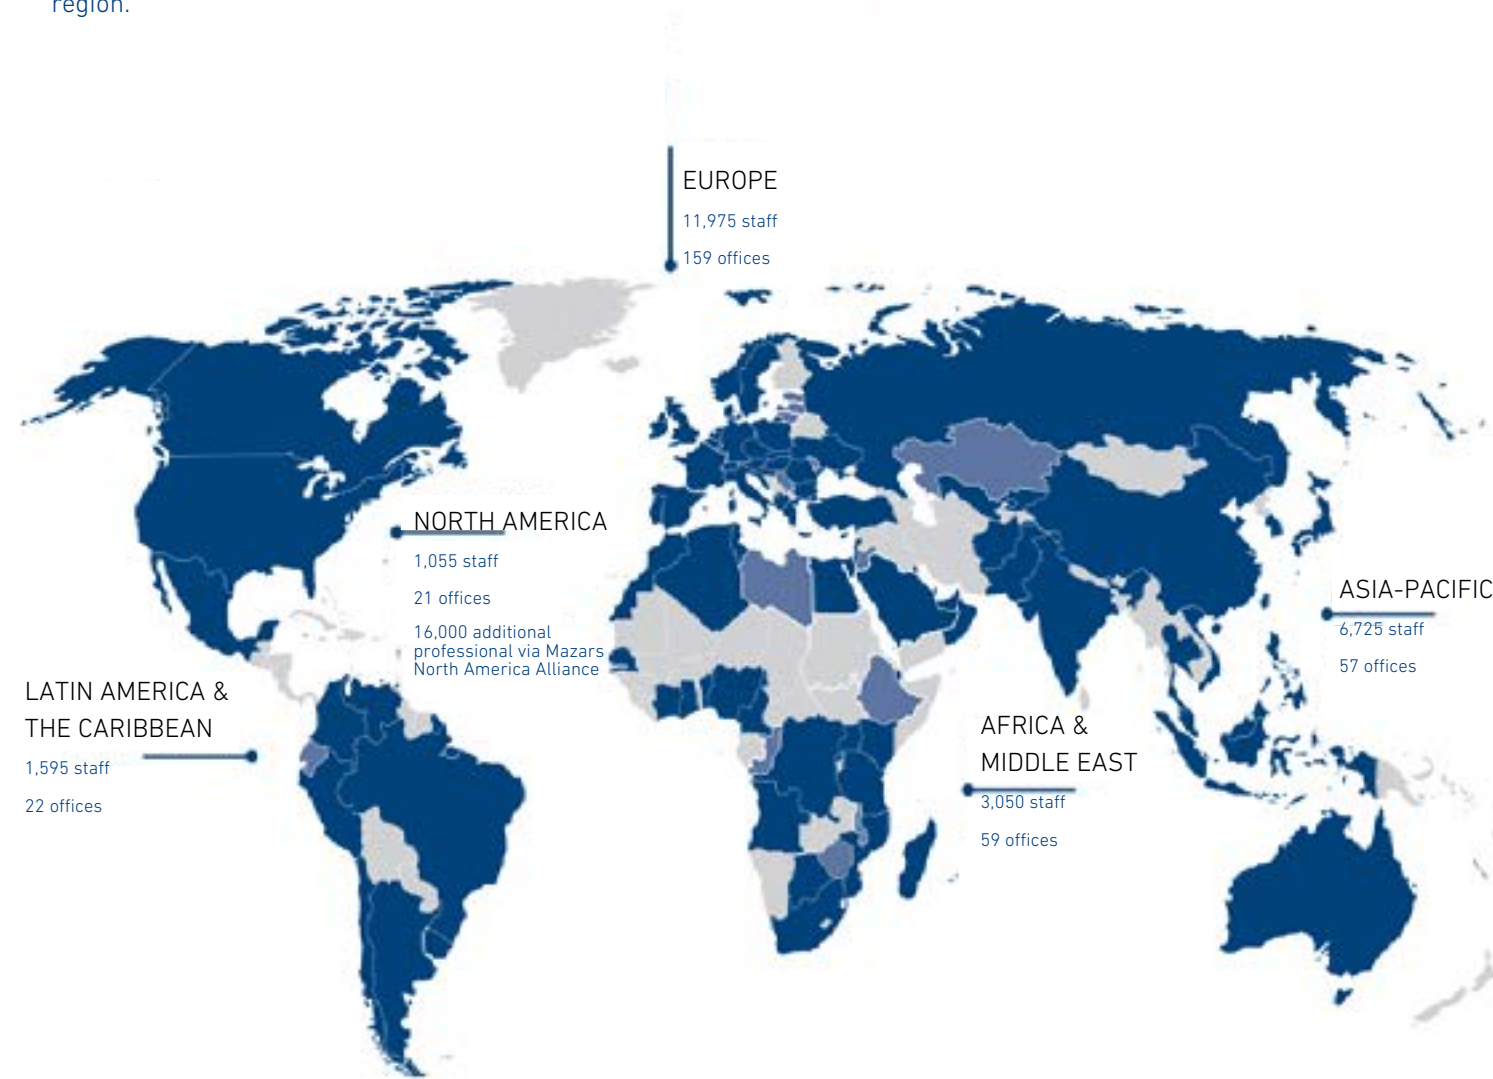 region.
EUROPE
11,975 staff
159 offices
NORTH AMERICA
1,055 staff
21 offices
16,000 additional
professional via Mazars
North America Alliance
ASIA-PACIFIC
6,725 staff
57 offices
LATIN AMERICA &
THE CARIBBEAN
1,595 staff
22 offices
AFRICA &
MIDDLE EAST
3,050 staff
59 offices